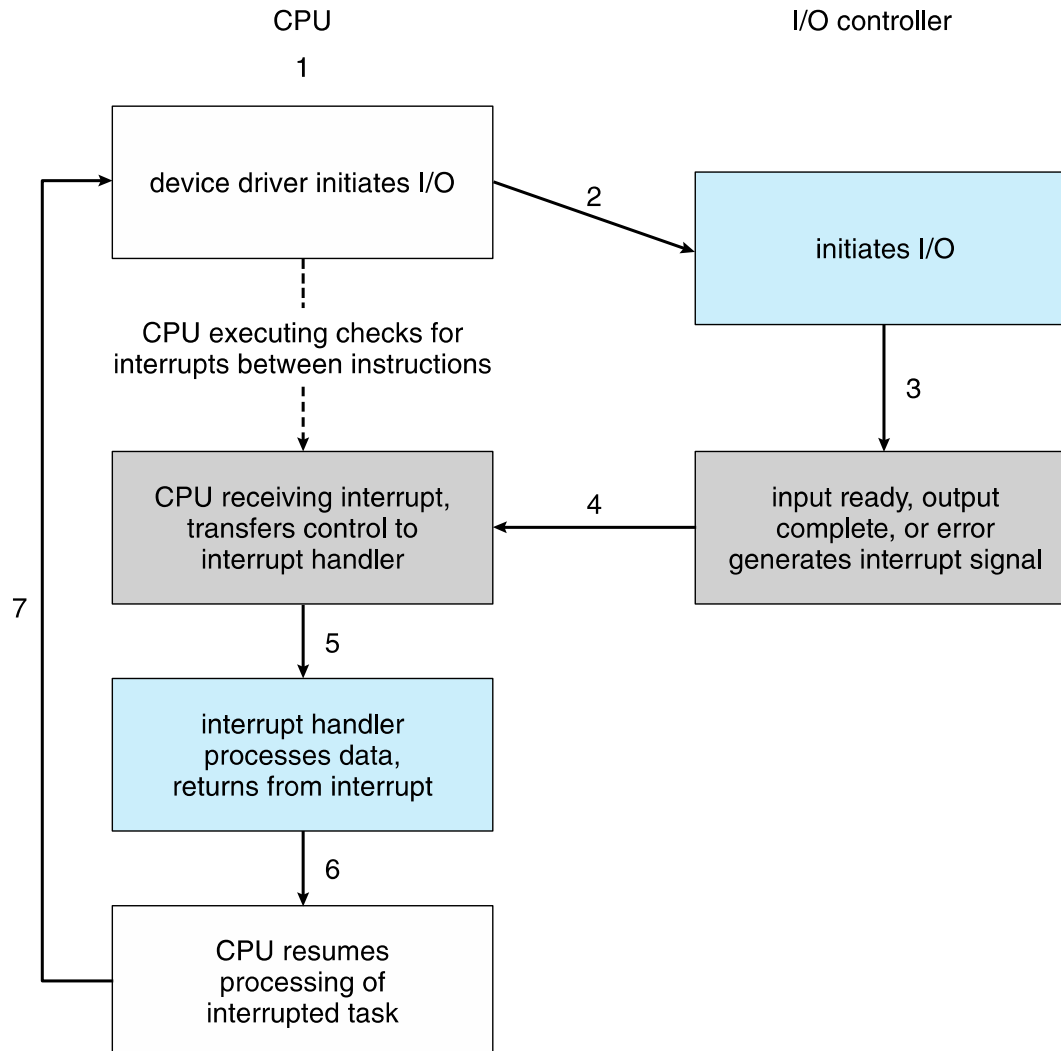 CPU
I/O controller
1
device driver initiates I/O
2
initiates I/O
CPU executing checks for
interrupts between instructions
3
CPU receiving interrupt,
transfers control to
interrupt handler
4
input ready, output
complete, or error
generates interrupt signal
7
5
interrupt handler
processes data,
returns from interrupt
6
CPU resumes
processing of
interrupted task